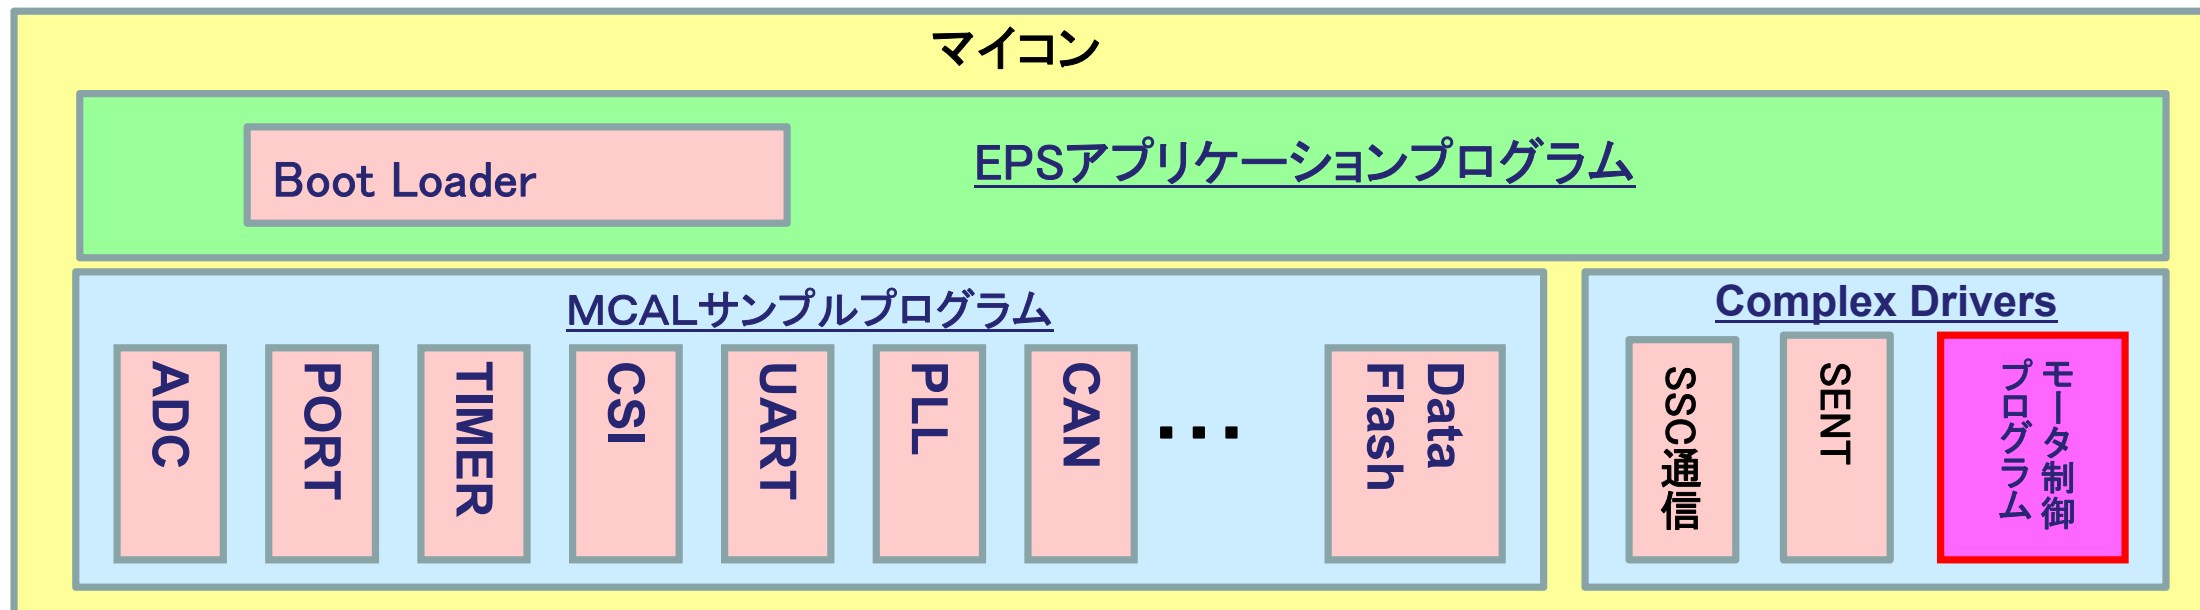 マイコン
Boot Loader
EPSアプリケーションプログラム
MCALサンプルプログラム
ADC
PORT
TIMER
CSI
UART
PLL
CAN
...
Data
Flash
Complex Drivers
SSC通信
SENT
モータ制御
プログラム